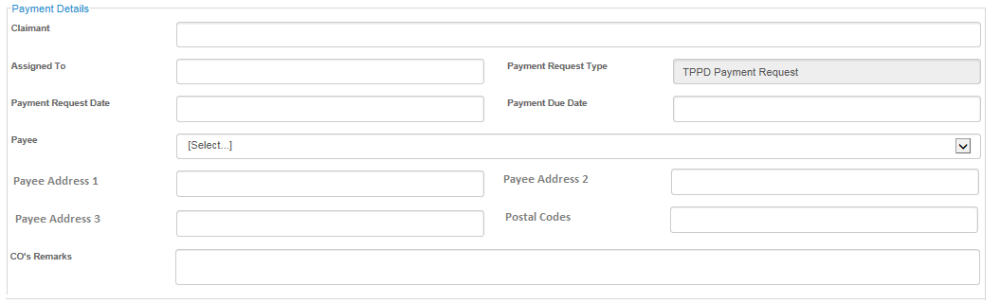 Payment Details
Claimant
Assigned To Payment Request Type TPPD Payment Request
Payment Request Date Payment Due Date
Payee [Select...]
Payee Address 1 Payee Address 2
Payee Address 3 Postal Codes
CO's Remarks